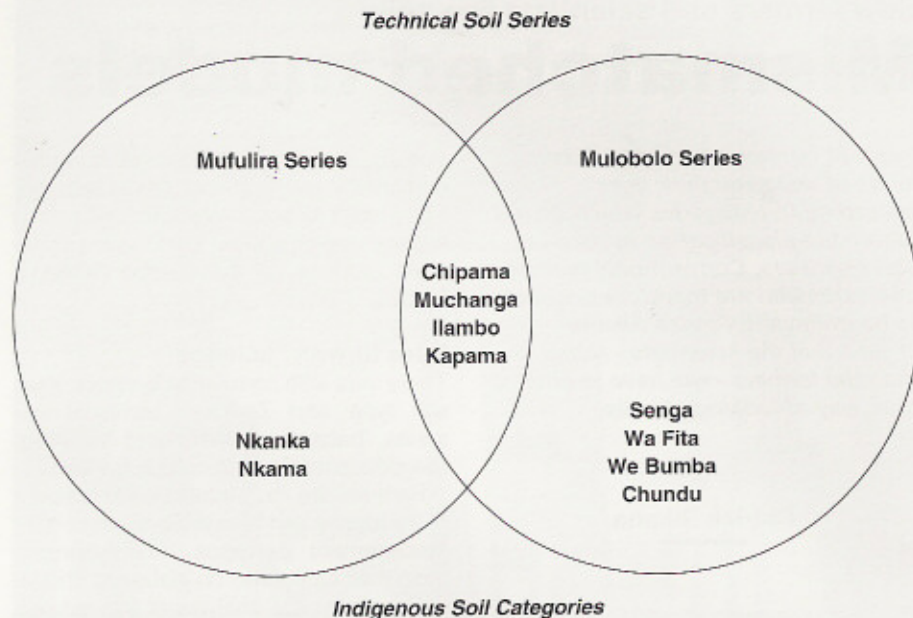 Technical Soil Series
Mufulira Series
Mulobolo Series
Chipama
Muchanga
Ilambo
Kapama
Nkanka
Nkama
Senga
Wa Fita
We Bumba
Chundu
Indigenous Soil Categories